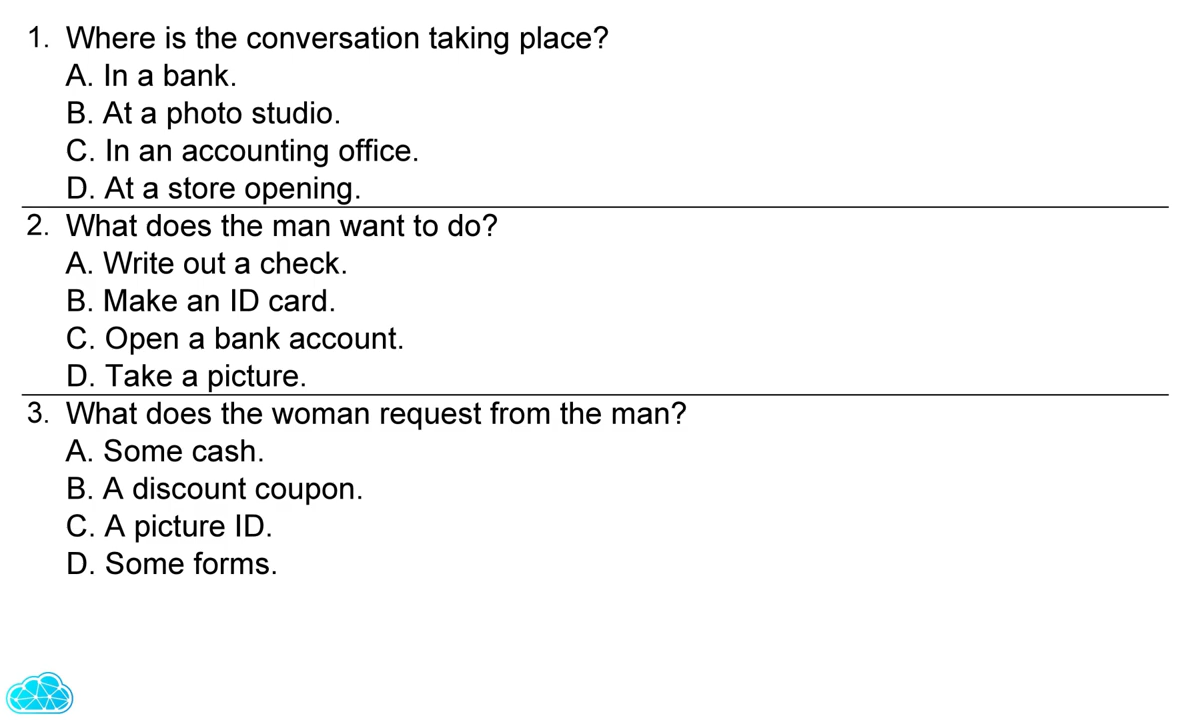 1. Where is the conversation taking place?
A. In a bank.
B. At a photo studio.
C. In an accounting office.
D. At a store opening.
2. What does the man want to do?
A. Write out a check.
B. Make an ID card.
C. Open a bank account.
D. Take a picture.
3. What does the woman request from the man?
A. Some cash.
B. A discount coupon.
C. A picture ID.
D. Some forms.